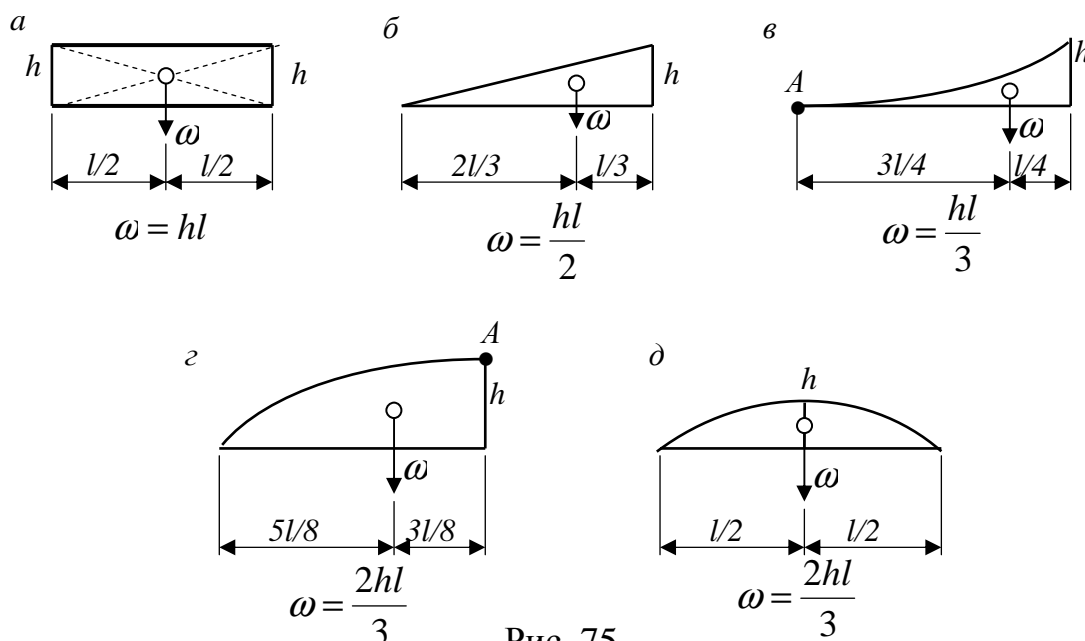 а б в
h h h A h
ω ω ω
l/2 l/2 2l/3 l/3 3l/4 l/4
ω = hl ω = hl/2 ω = hl/3
г A д h
h
ω ω
5l/8 3l/8 l/2 l/2
ω = 2hl/3 ω = 2hl/3
Рис. 75